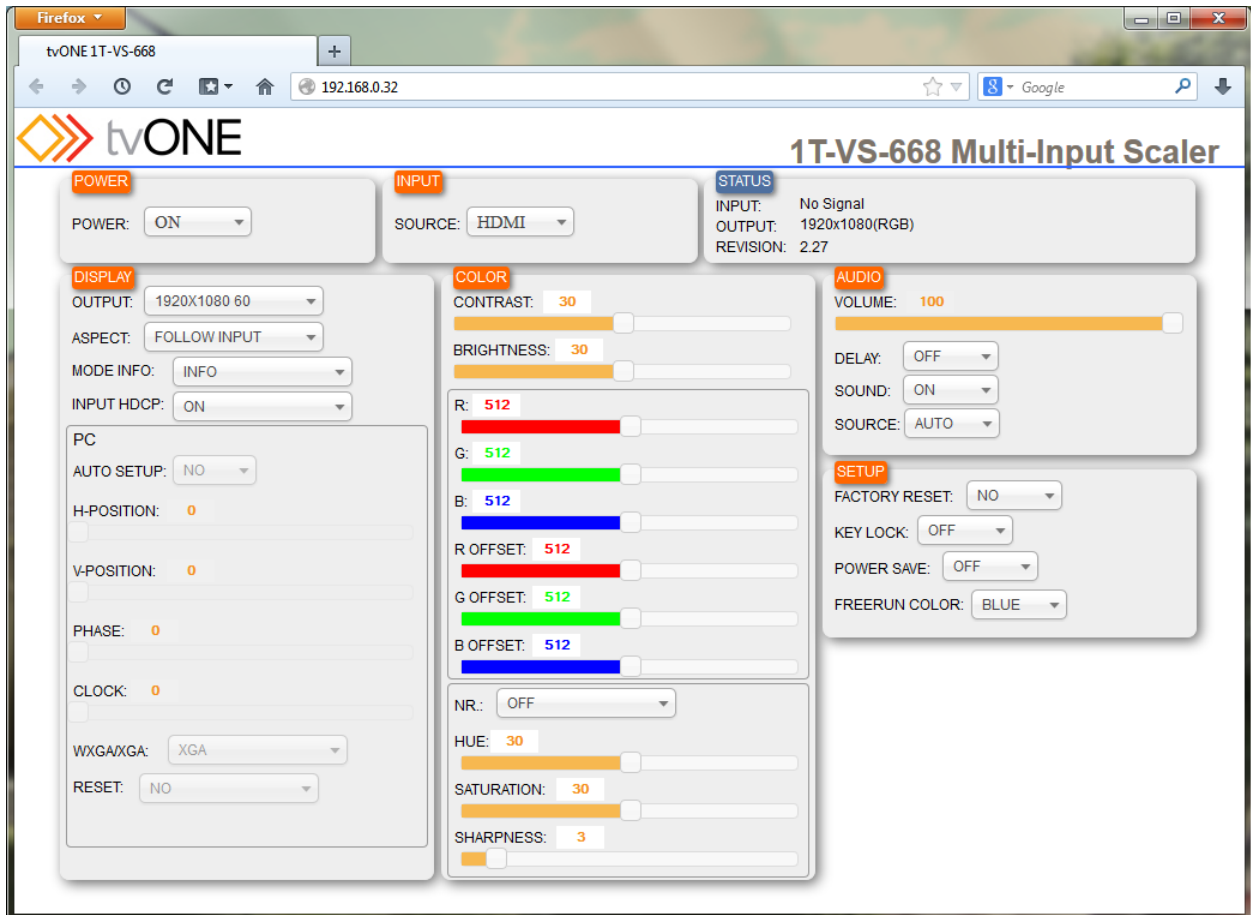 Firefox
tvONE 1T-VS-668
192.168.0.32
8 Google
tvONE
1T-VS-668 Multi-Input Scaler
POWER
POWER: ON
INPUT
SOURCE: HDMI
STATUS
INPUT: No Signal
OUTPUT: 1920x1080(RGB)
REVISION: 2.27
DISPLAY
OUTPUT: 1920X1080 60
ASPECT: FOLLOW INPUT
MODE INFO: INFO
INPUT HDCP: ON
PC
AUTO SETUP: NO
H-POSITION: 0
V-POSITION: 0
PHASE: 0
CLOCK: 0
WXGA/XGA: XGA
RESET: NO
COLOR
CONTRAST: 30
BRIGHTNESS: 30
R: 512
G: 512
B: 512
R OFFSET: 512
G OFFSET: 512
B OFFSET: 512
NR.: OFF
HUE: 30
SATURATION: 30
SHARPNESS: 3
AUDIO
VOLUME: 100
DELAY: OFF
SOUND: ON
SOURCE: AUTO
SETUP
FACTORY RESET: NO
KEY LOCK: OFF
POWER SAVE: OFF
FREERUN COLOR: BLUE